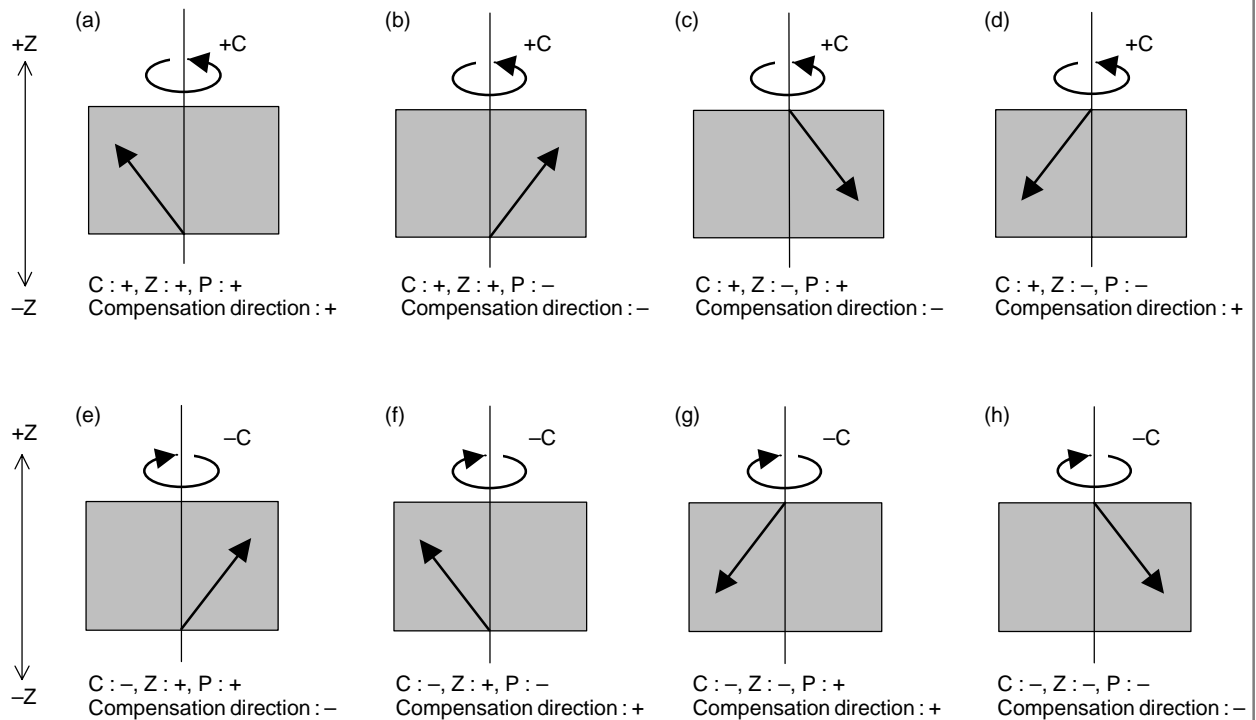 (a)
+Z
+C
–Z
C : +, Z : +, P : +
Compensation direction : +
(b)
+C
C : +, Z : +, P : –
Compensation direction : –
(c)
+C
C : +, Z : –, P : +
Compensation direction : –
(d)
+C
C : +, Z : –, P : –
Compensation direction : +
(e)
+Z
–C
–Z
C : –, Z : +, P : +
Compensation direction : –
(f)
–C
C : –, Z : +, P : –
Compensation direction : +
(g)
–C
C : –, Z : –, P : +
Compensation direction : +
(h)
–C
C : –, Z : –, P : –
Compensation direction : –